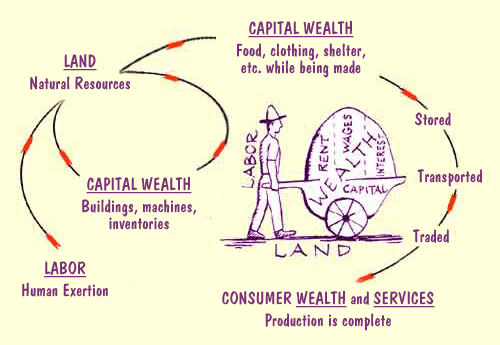 CAPITAL WEALTH
Food, clothing, shelter,
etc. while being made
LAND
Natural Resources
Stored
Transported
Traded
CAPITAL WEALTH
Buildings, machines,
inventories
LABOR
Human Exertion
LABOR
RENT
WAGES
INTEREST
WEALTH
CAPITAL
LAND
CONSUMER WEALTH and SERVICES
Production is complete